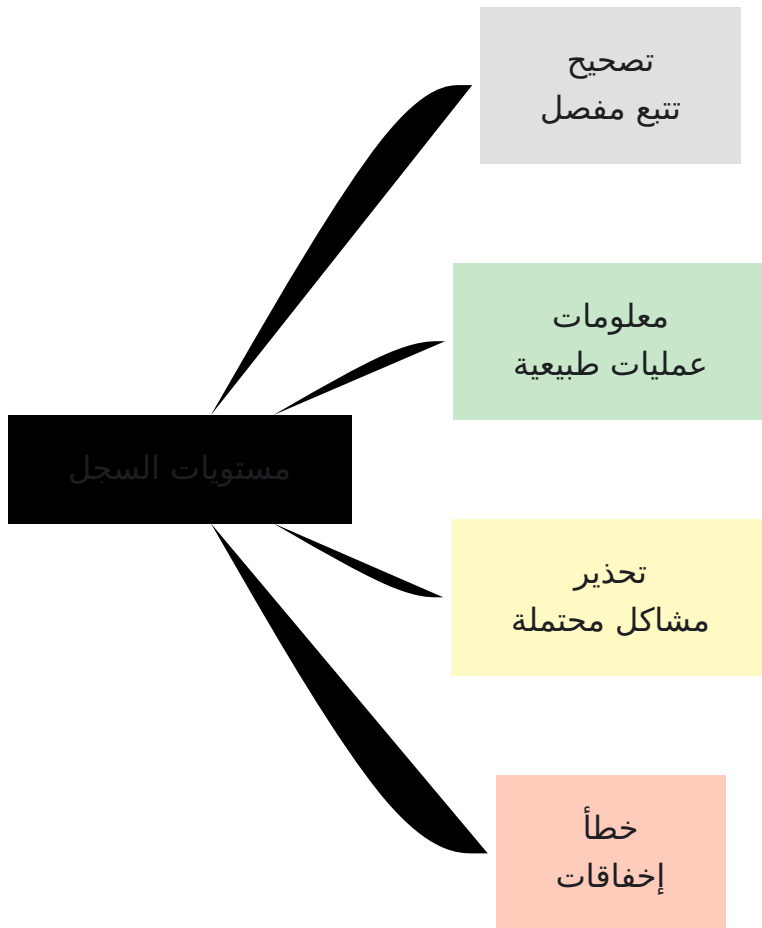 مستويات السجل
تصحيح
تتبع مفصل
معلومات
عمليات طبيعية
تحذير
مشاكل محتملة
خطأ
إخفاقات